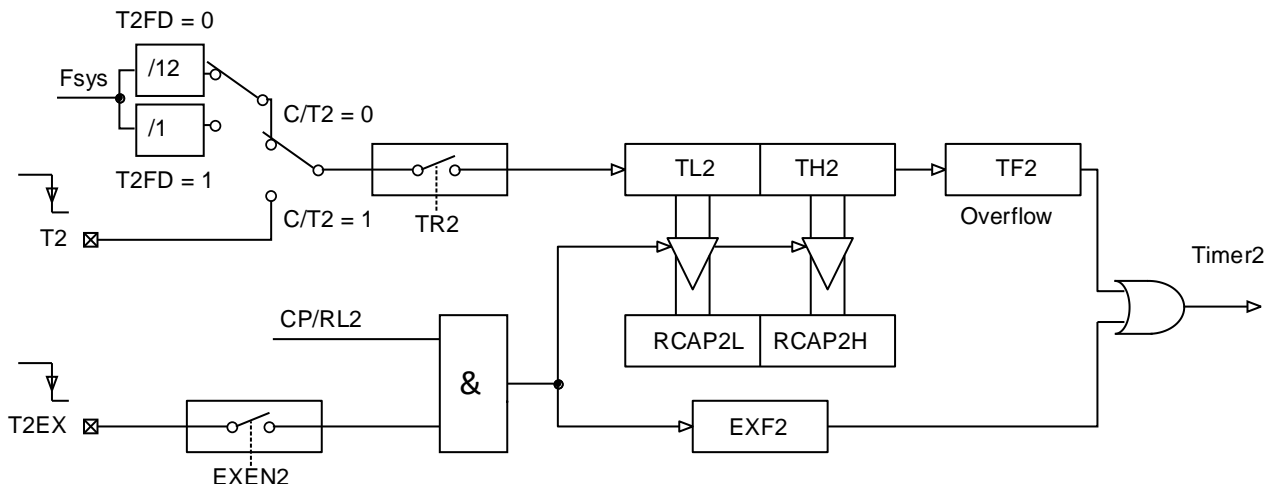 T2FD = 0
/12
Fsys
C/T2 = 0
/1
T2FD = 1
TL2
TH2
TF2
Overflow
C/T2 = 1
TR2
T2
Timer2
CP/RL2
RCAP2L
RCAP2H
&
T2EX
EXF2
EXEN2